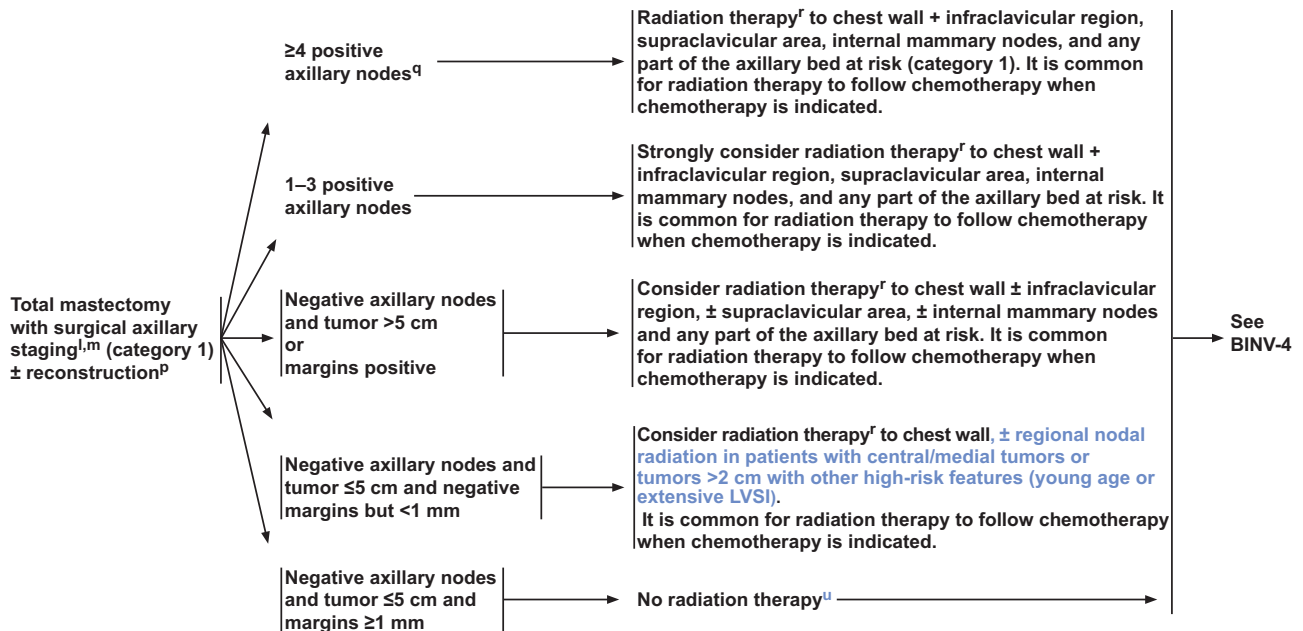 ≥4 positive
axillary nodesq
Radiation therapyr to chest wall + infraclavicular region,
supraclavicular area, internal mammary nodes, and any
part of the axillary bed at risk (category 1). It is common
for radiation therapy to follow chemotherapy when
chemotherapy is indicated.
1–3 positive
axillary nodes
Strongly consider radiation therapyr to chest wall +
infraclavicular region, supraclavicular area, internal
mammary nodes, and any part of the axillary bed at risk. It
is common for radiation therapy to follow chemotherapy
when chemotherapy is indicated.
Total mastectomy
with surgical axillary
stagingl,m (category 1)
± reconstructionp
Negative axillary nodes
and tumor >5 cm
or
margins positive
Consider radiation therapyr to chest wall ± infraclavicular
region, ± supraclavicular area, ± internal mammary nodes
and any part of the axillary bed at risk. It is common
for radiation therapy to follow chemotherapy when
chemotherapy is indicated.
See
BINV-4
Negative axillary nodes and
tumor ≤5 cm and negative
margins but <1 mm
Consider radiation therapyr to chest wall, ± regional nodal
radiation in patients with central/medial tumors or
tumors >2 cm with other high-risk features (young age or
extensive LVSI).
It is common for radiation therapy to follow chemotherapy
when chemotherapy is indicated.
Negative axillary nodes
and tumor ≤5 cm and
margins ≥1 mm
No radiation therapyu